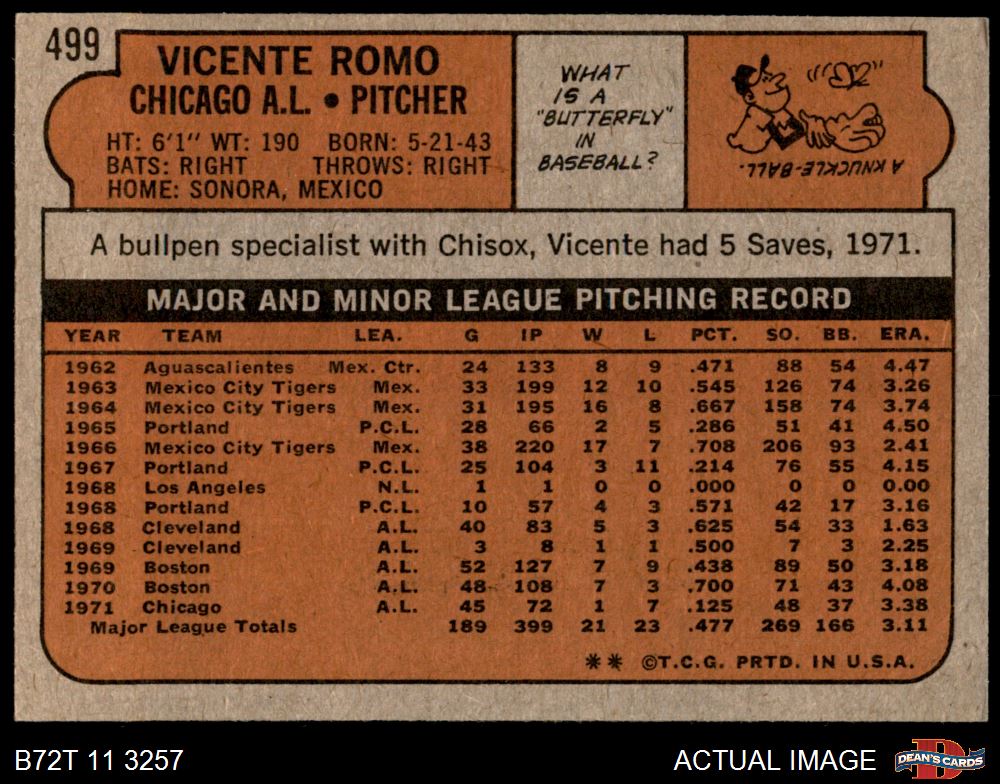 499
VICENTE ROMO
CHICAGO A.L. • PITCHER
HT: 6'1" WT: 190 BORN: 5-21-43
BATS: RIGHT THROWS: RIGHT
HOME: SONORA, MEXICO
WHAT
IS A
"BUTTERFLY"
IN
BASEBALL?
A KNUCKLE-BALL.
A bullpen specialist with Chisox, Vicente had 5 Saves, 1971.
MAJOR AND MINOR LEAGUE PITCHING RECORD
YEAR TEAM LEA. G IP W L PCT. SO. BB. ERA.
1962 Aguascalientes Mex. Ctr. 24 133 8 9 .471 88 54 4.47
1963 Mexico City Tigers Mex. 33 199 12 10 .545 126 74 3.26
1964 Mexico City Tigers Mex. 31 195 16 8 .667 158 74 3.74
1965 Portland P.C.L. 28 66 2 5 .286 51 41 4.50
1966 Mexico City Tigers Mex. 38 220 17 7 .708 206 93 2.41
1967 Portland P.C.L. 25 104 3 11 .214 76 55 4.15
1968 Los Angeles N.L. 1 1 0 0 .000 0 0 0.00
1968 Portland P.C.L. 10 57 4 3 .571 42 17 3.16
1968 Cleveland A.L. 40 83 5 3 .625 54 33 1.63
1969 Cleveland A.L. 3 8 1 1 .500 7 3 2.25
1969 Boston A.L. 52 127 7 9 .438 89 50 3.18
1970 Boston A.L. 48 108 7 3 .700 71 43 4.08
1971 Chicago A.L. 45 72 1 7 .125 48 37 3.38
Major League Totals 189 399 21 23 .477 269 166 3.11
** ©T.C.G. PRTD. IN U.S.A.
B72T 11 3257
ACTUAL IMAGE
DEAN'S CARDS